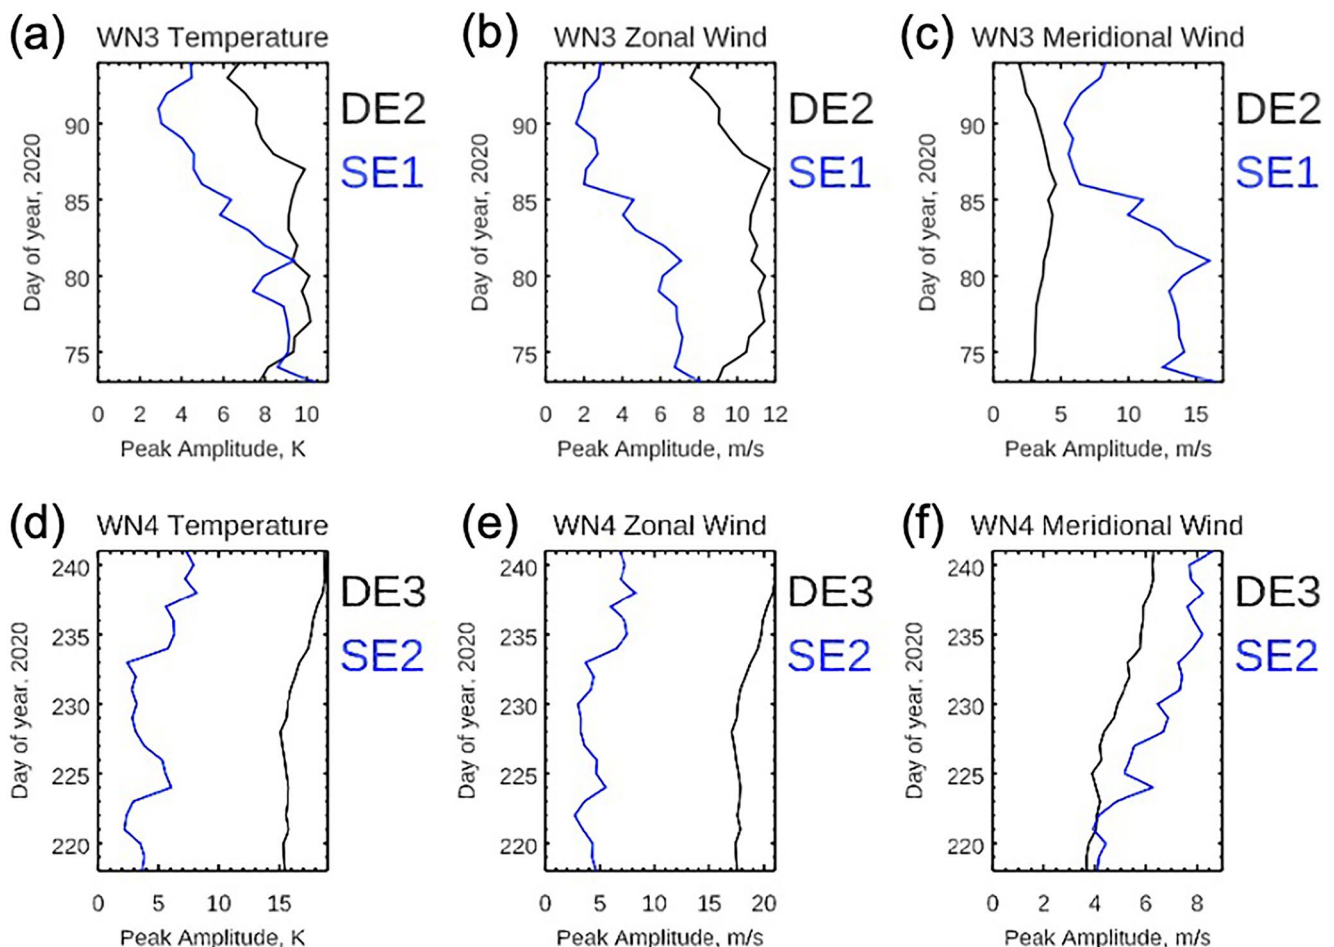 (a) WN3 Temperature
DE2
SE1
Day of year, 2020
90
85
80
75
0 2 4 6 8 10
Peak Amplitude, K
(b) WN3 Zonal Wind
DE2
SE1
Day of year, 2020
90
85
80
75
0 2 4 6 8 10 12
Peak Amplitude, m/s
(c) WN3 Meridional Wind
DE2
SE1
Day of year, 2020
90
85
80
75
0 5 10 15
Peak Amplitude, m/s
(d) WN4 Temperature
DE3
SE2
Day of year, 2020
240
235
230
225
220
0 5 10 15
Peak Amplitude, K
(e) WN4 Zonal Wind
DE3
SE2
Day of year, 2020
240
235
230
225
220
0 5 10 15 20
Peak Amplitude, m/s
(f) WN4 Meridional Wind
DE3
SE2
Day of year, 2020
240
235
230
225
220
0 2 4 6 8
Peak Amplitude, m/s